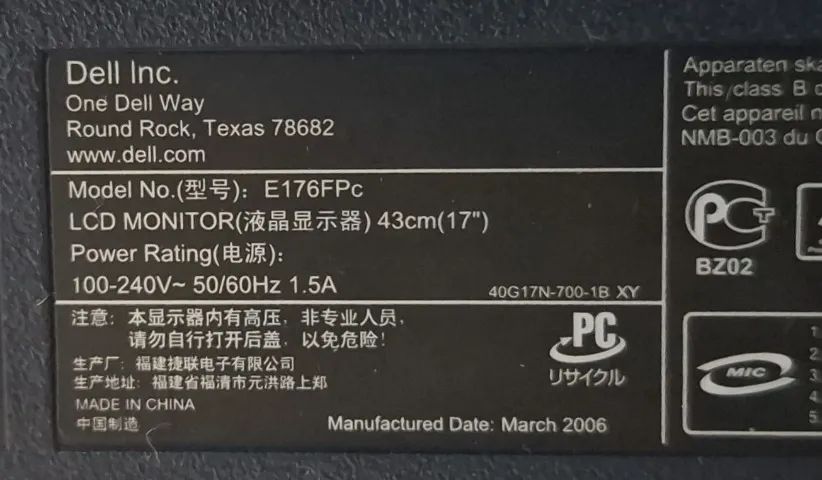 Dell Inc.
One Dell Way
Round Rock, Texas 78682
www.dell.com
Model No.(型号): E176FPc
LCD MONITOR(液晶显示器) 43cm(17")
Power Rating(电源):
100-240V~ 50/60Hz 1.5A
40G17N-700-1B XY
注意: 本显示器内有高压, 非专业人员,
请勿自行打开后盖, 以免危险!
生产厂: 福建捷联电子有限公司
生产地址: 福建省福清市元洪路上郑
MADE IN CHINA
中国制造
PC
リサイクル
Manufactured Date: March 2006
Apparaten
This class B
Cet appareil
NMB-003 du
PCT
BZ02
MIC
1.
2.
3.
4.
5.